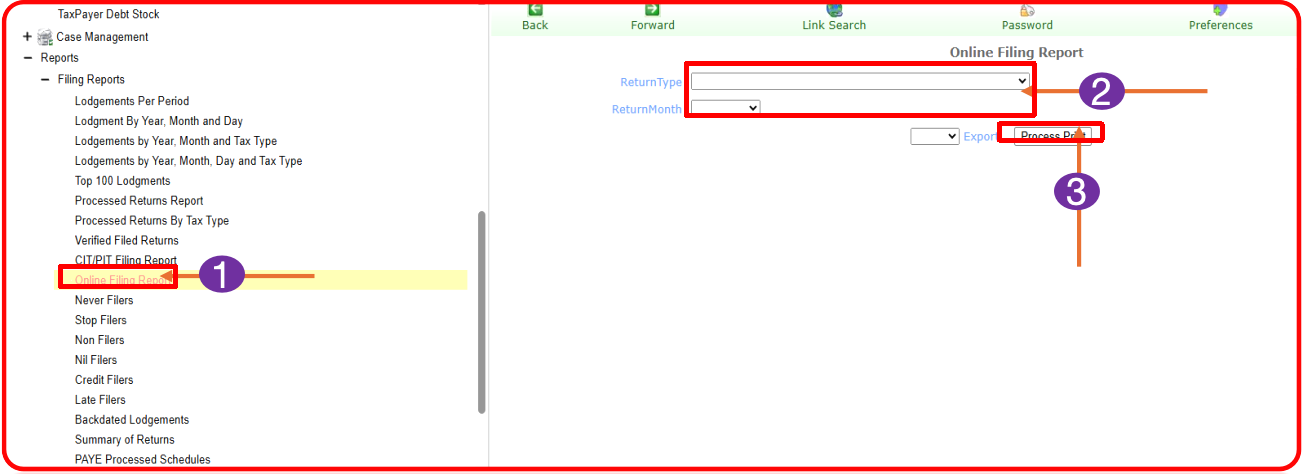 TaxPayer Debt Stock
Case Management
Reports
Filing Reports
Lodgements Per Period
Lodgment By Year, Month and Day
Lodgements by Year, Month and Tax Type
Lodgements by Year, Month, Day and Tax Type
Top 100 Lodgments
Processed Returns Report
Processed Returns By Tax Type
Verified Filed Returns
CIT/PIT Filing Report
Online Filing Report
1
Never Filers
Stop Filers
Non Filers
Nil Filers
Credit Filers
Late Filers
Backdated Lodgements
Summary of Returns
PAYE Processed Schedules
Back Forward Link Search Password Preferences
Online Filing Report
ReturnType
2
ReturnMonth
Export Process Print
3